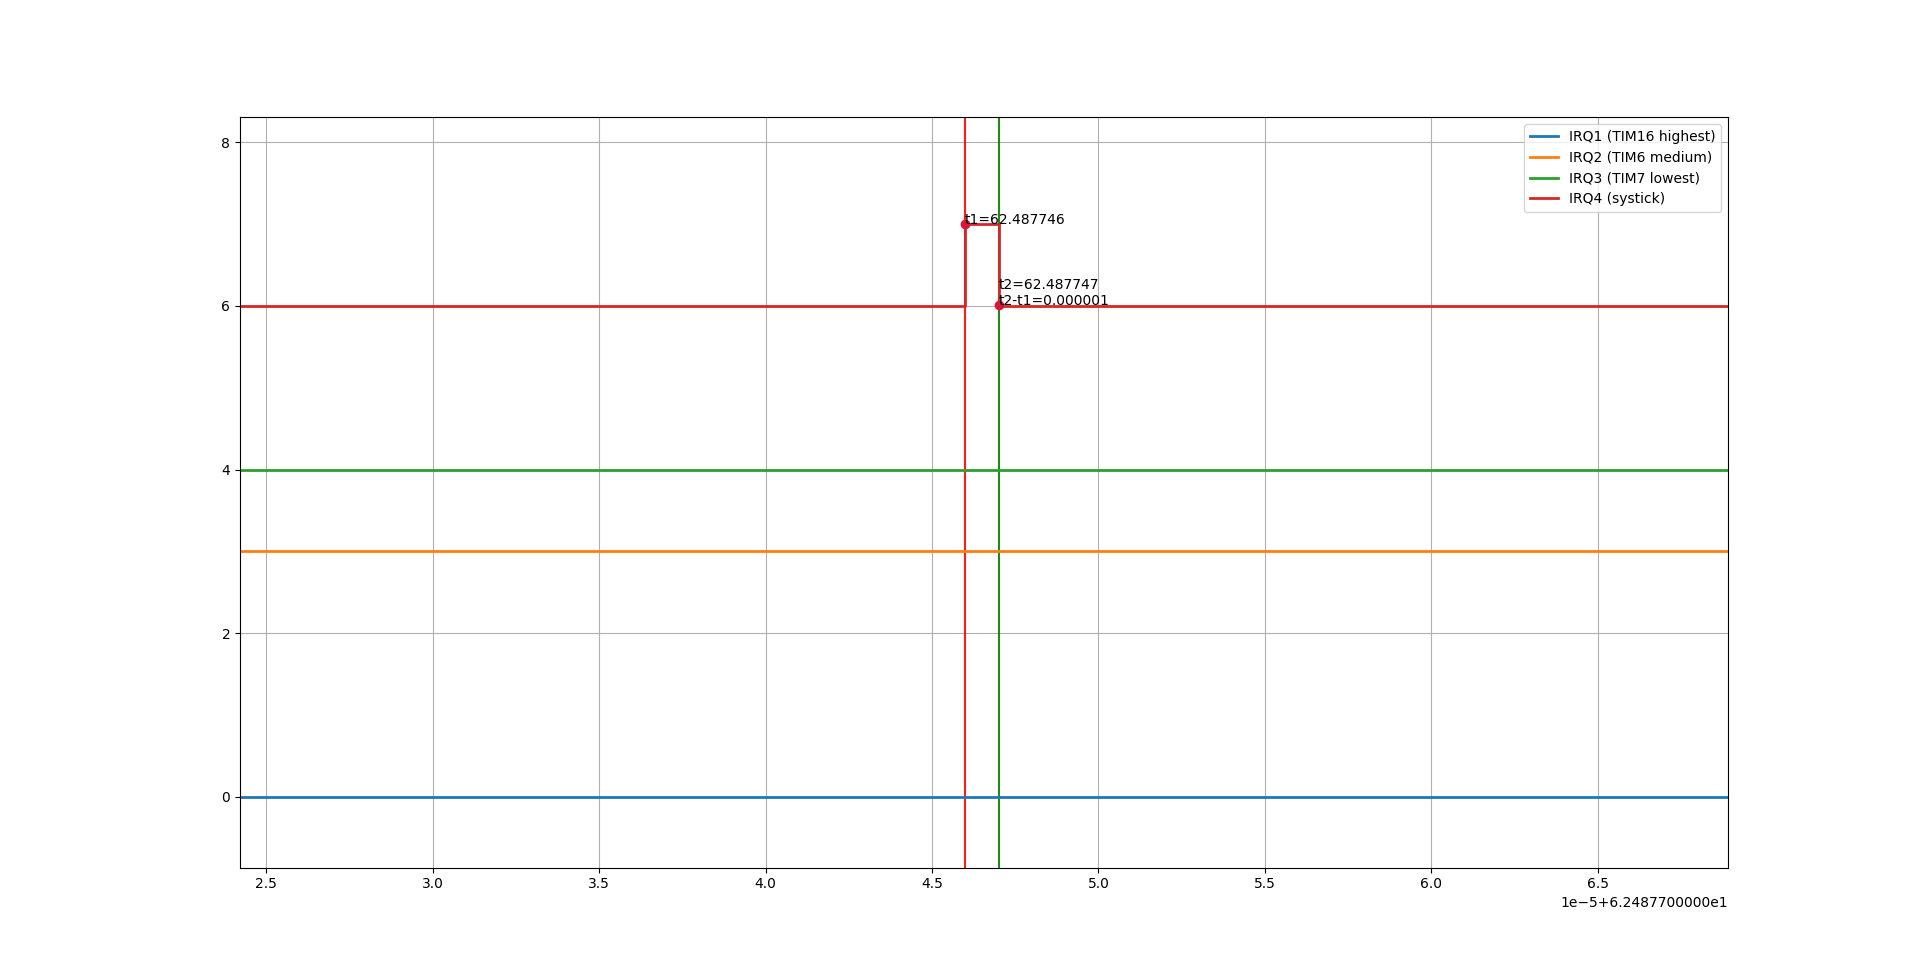 8
6
4
2
0
t1=62.487746
t2=62.487747
t2-t1=0.000001
IRQ1 (TIM16 highest)
IRQ2 (TIM6 medium)
IRQ3 (TIM7 lowest)
IRQ4 (systick)
2.5 3.0 3.5 4.0 4.5 5.0 5.5 6.0 6.5
1e−5+6.2487700000e1